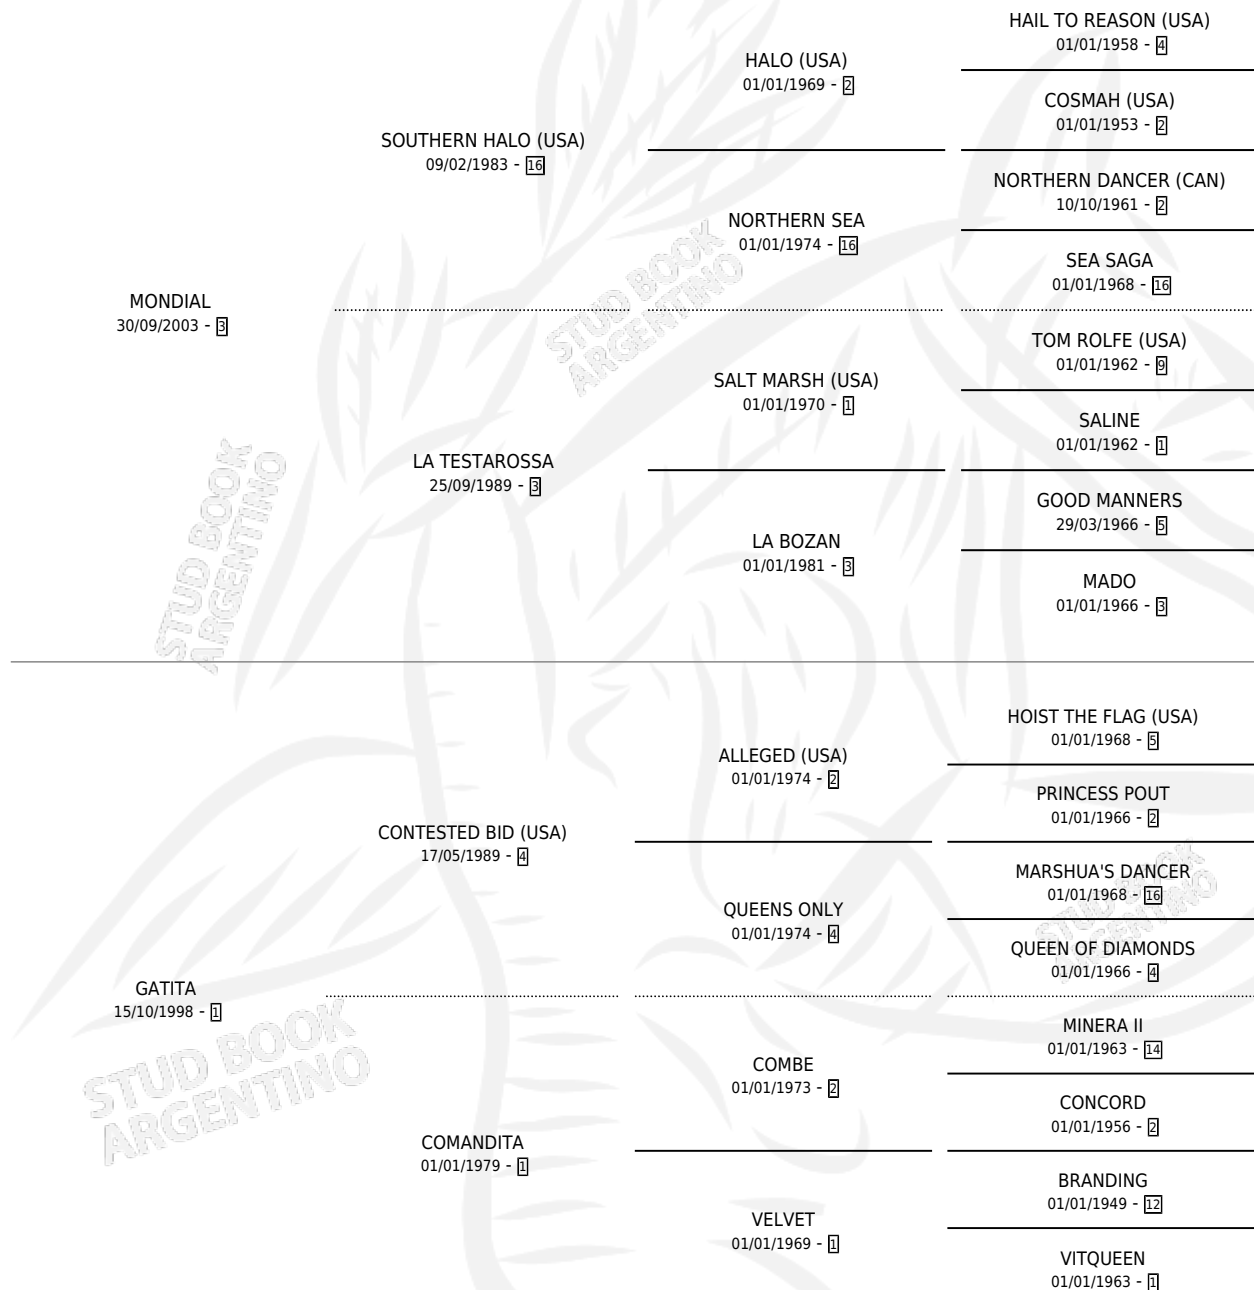 HAIL TO REASON (USA)
01/01/1958 - 4
HALO (USA)
01/01/1969 - 2
COSMAH (USA)
01/01/1953 - 2
SOUTHERN HALO (USA)
09/02/1983 - 16
NORTHERN DANCER (CAN)
10/10/1961 - 2
NORTHERN SEA
01/01/1974 - 16
SEA SAGA
01/01/1968 - 16
MONDIAL
30/09/2003 - 3
STUD BOOK
ARGENTINO
TOM ROLFE (USA)
01/01/1962 - 9
SALT MARSH (USA)
01/01/1970 - 1
SALINE
01/01/1962 - 1
LA TESTAROSSA
25/09/1989 - 3
GOOD MANNERS
29/03/1966 - 5
LA BOZAN
01/01/1981 - 3
MADO
01/01/1966 - 3
STUD BOOK
ARGENTINO
HOIST THE FLAG (USA)
01/01/1968 - 5
ALLEGED (USA)
01/01/1974 - 2
PRINCESS POUT
01/01/1966 - 2
CONTESTED BID (USA)
17/05/1989 - 4
MARSHUA'S DANCER
01/01/1968 - 16
QUEENS ONLY
01/01/1974 - 4
QUEEN OF DIAMONDS
01/01/1966 - 4
STUD BOOK
ARGENTINO
GATITA
15/10/1998 - 1
MINERA II
01/01/1963 - 14
COMBE
01/01/1973 - 2
CONCORD
01/01/1956 - 2
STUD BOOK
ARGENTINO
COMANDITA
01/01/1979 - 1
BRANDING
01/01/1949 - 12
VELVET
01/01/1969 - 1
VITQUEEN
01/01/1963 - 1